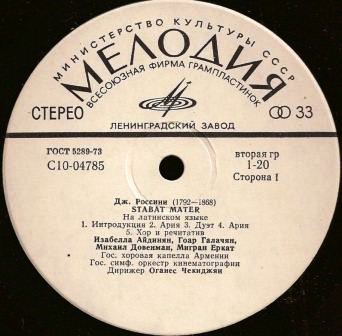 МИНИСТЕРСТВО КУЛЬТУРЫ СССР
МЕЛОДИЯ
ВСЕСОЮЗНАЯ ФИРМА ГРАМПЛАСТИНОК
СТЕРЕО
33
ЛЕНИНГРАДСКИЙ ЗАВОД
ГОСТ 5289-73
С10-04785
вторая гр
1-20
Сторона 1
Дж. Россини (1792—1868)
STABAT MATER
На латинском языке
1. Интродукция 2. Ария 3. Дуэт 4. Ария
5. Хор и речитатив
Изабелла Айдинян, Гоар Галачян,
Михаил Довенман, Мигран Еркат
Гос. хоровая капелла Армении
Гос. симф. оркестр кинематографии
Дирижер Оганес Чекиджян